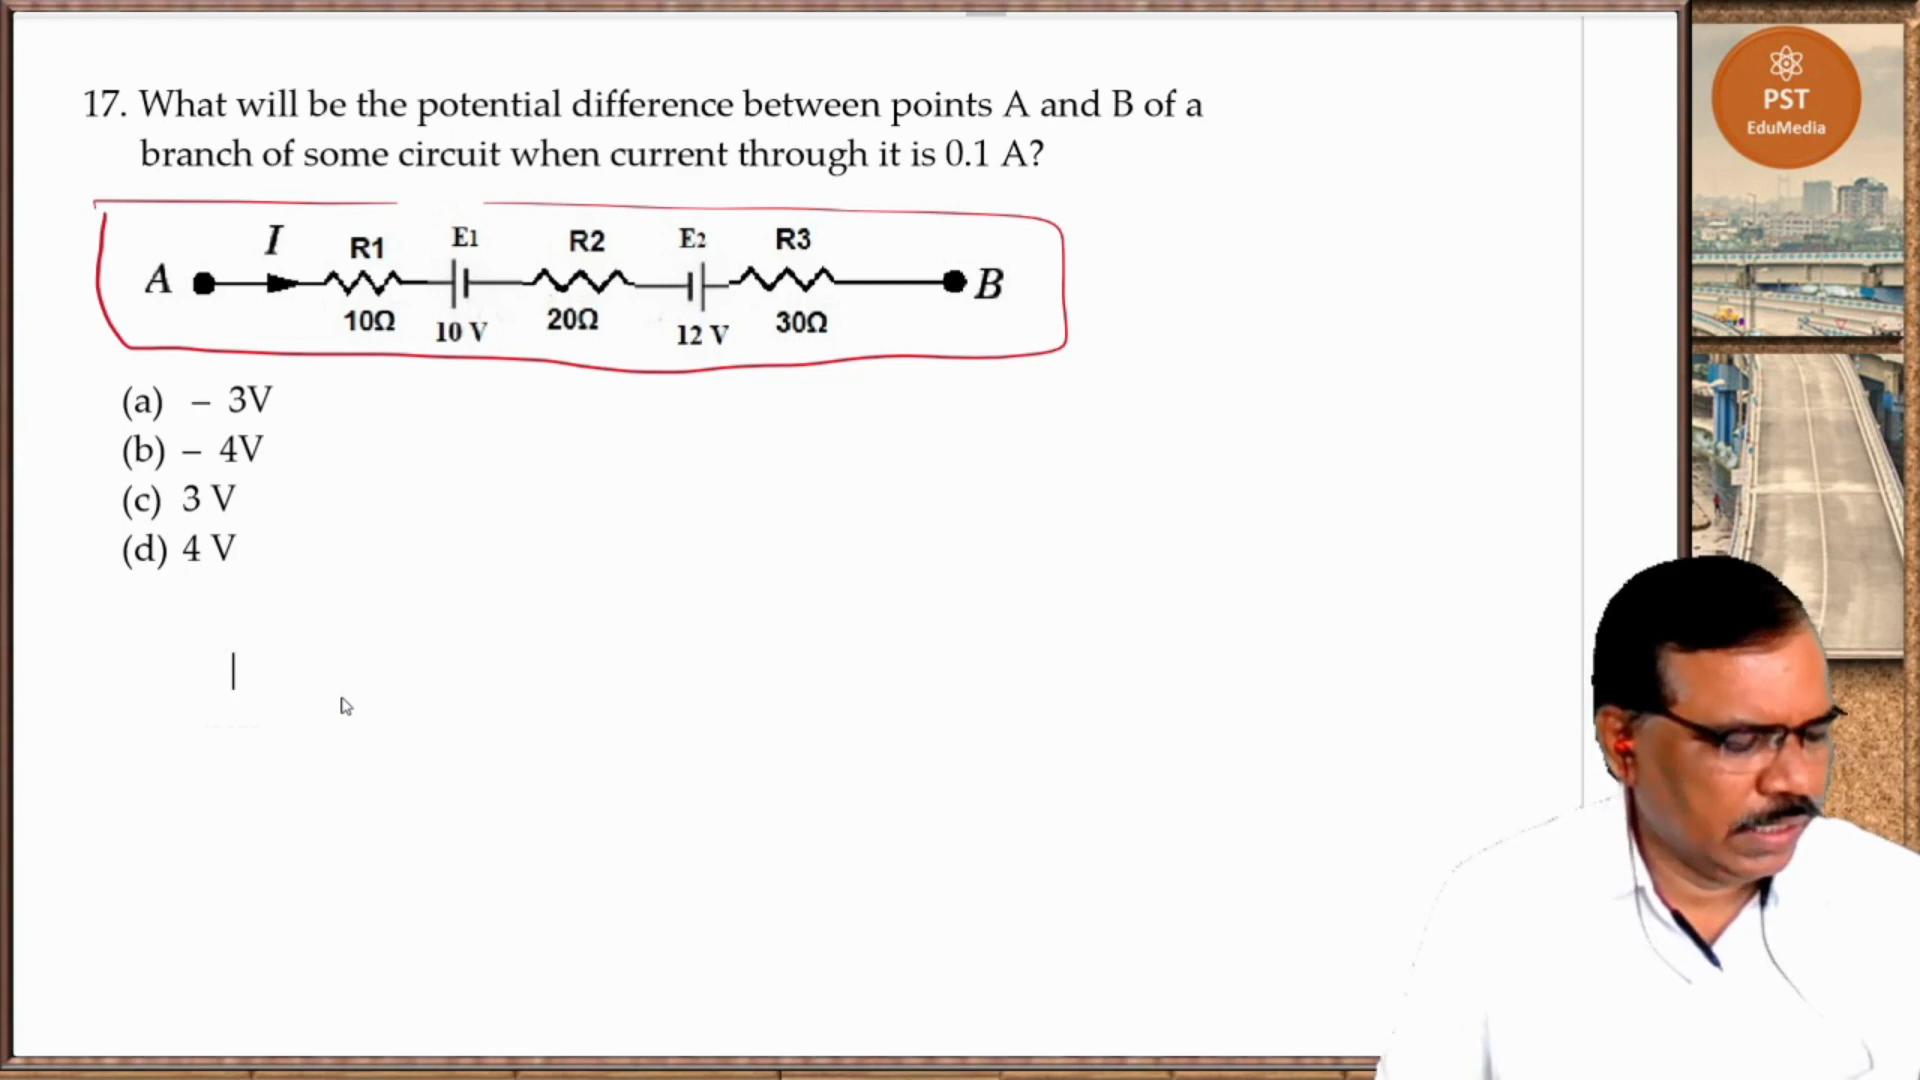 PST
EduMedia
17. What will be the potential difference between points A and B of a
branch of some circuit when current through it is 0.1 A?
I R1 E1 R2 E2 R3
A B
10Ω 10 V 20Ω 12 V 30Ω
(a) – 3V
(b) – 4V
(c) 3 V
(d) 4 V